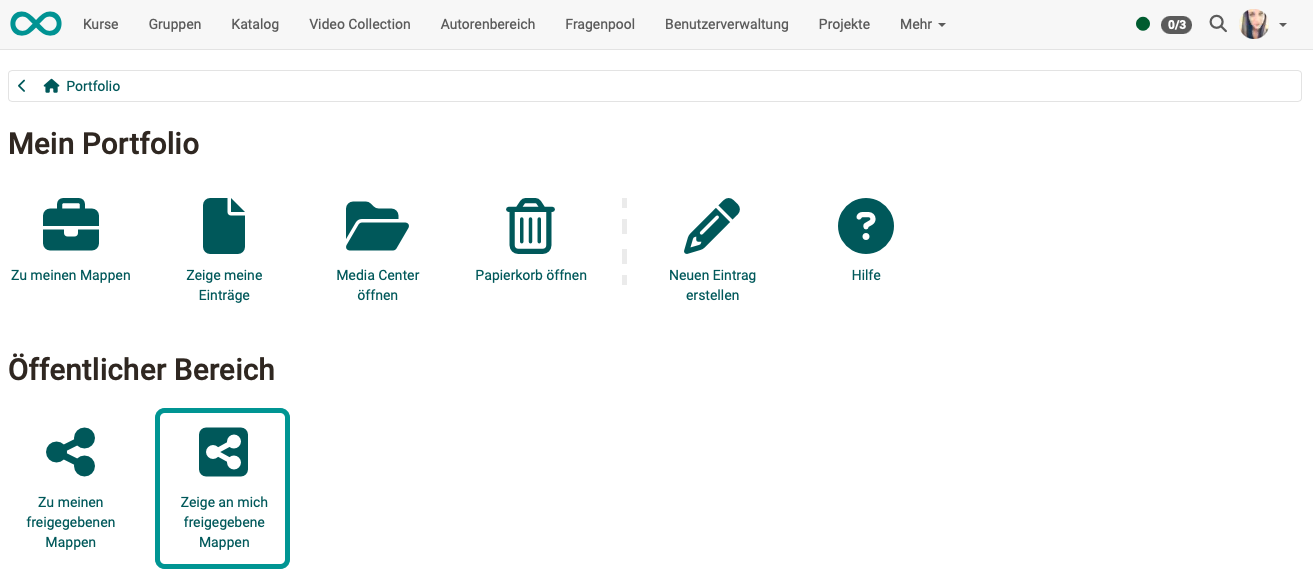 Kurse Gruppen Katalog Video Collection Autorenbereich Fragenpool Benutzerverwaltung Projekte Mehr 0/3
Portfolio
Mein Portfolio
Zu meinen Mappen
Zeige meine
Einträge
Media Center
öffnen
Papierkorb öffnen
Neuen Eintrag
erstellen
Hilfe
Öffentlicher Bereich
Zu meinen
freigegebenen
Mappen
Zeige an mich
freigegebene
Mappen